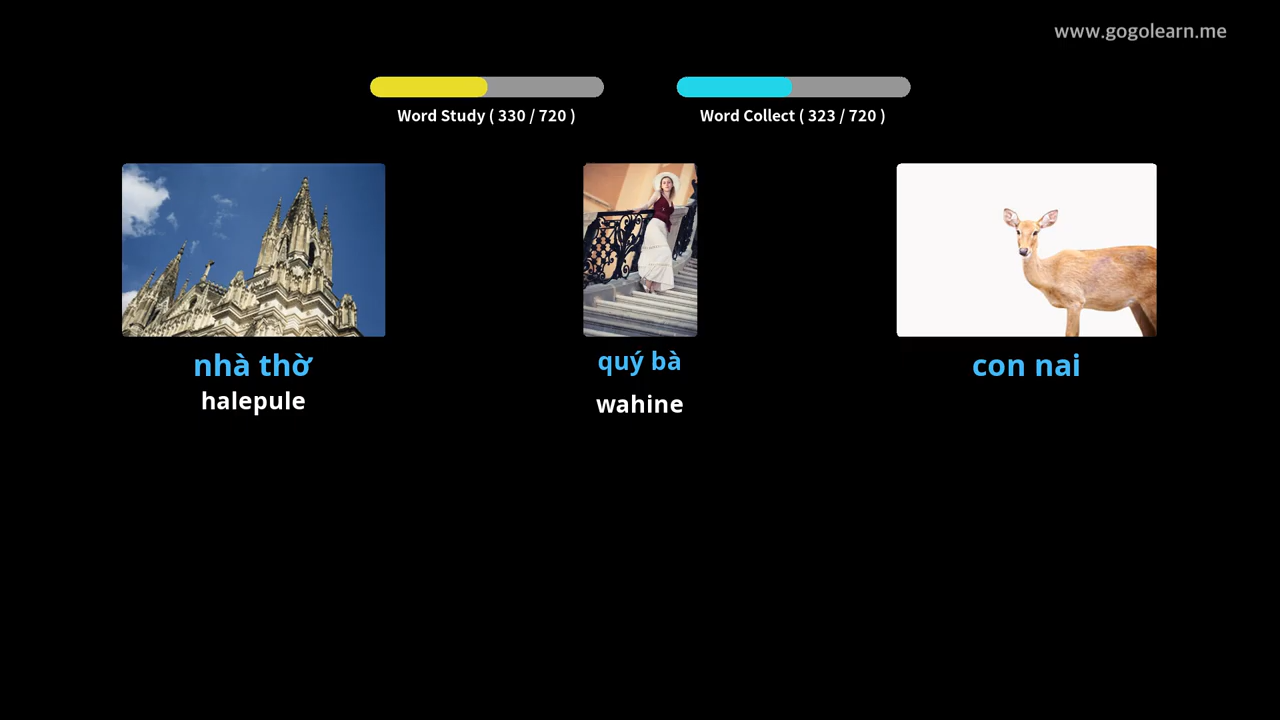 www.gogolearn.me
Word Study ( 330 / 720 )
Word Collect ( 323 / 720 )
nhà thờ
halepule
quý bà
wahine
con nai